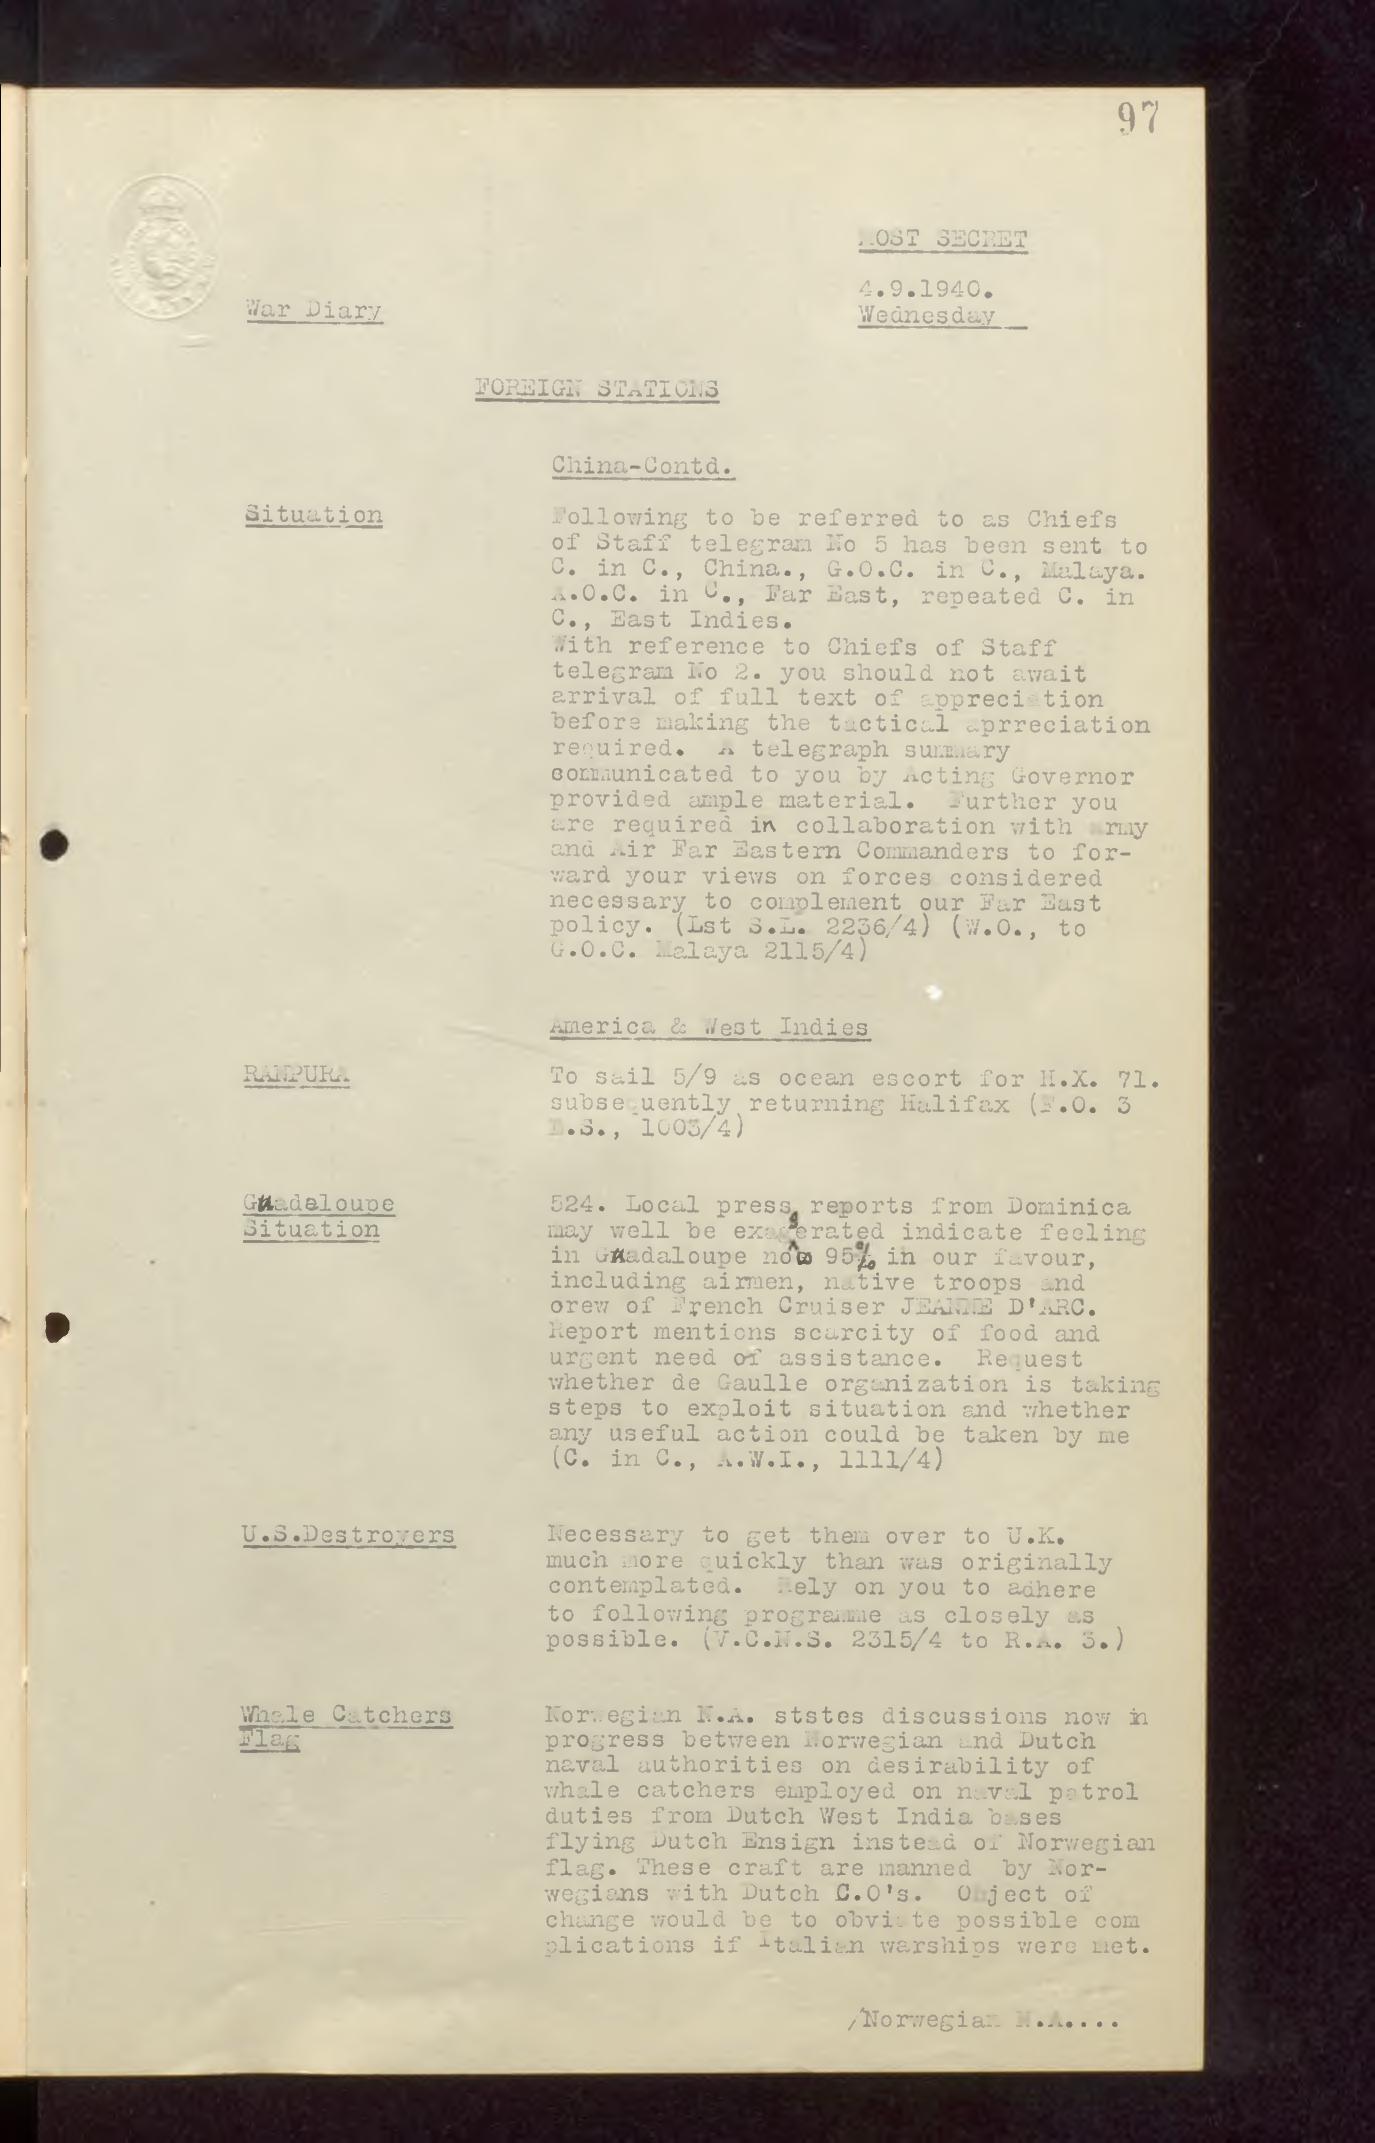 97
MOST SECRET
4.9.1940.
War Diary
Wednesday
FOREIGN STATIONS
China-Contd.
Situation
Following to be referred to as Chiefs
of Staff telegram No 5 has been sent to
C. in C., China., G.O.C. in C., Malaya.
A.O.C. in C., Far East, repeated C. in
C., East Indies.
With reference to Chiefs of Staff
telegram No 2. you should not await
arrival of full text of appreciation
before making the tactical aprreciation
required. A telegraph summary
communicated to you by Acting Governor
provided ample material. Further you
are required in collaboration with Army
and Air Far Eastern Commanders to for-
ward your views on forces considered
necessary to complement our Far East
policy. (Lst S.L. 2236/4) (W.O., to
G.O.C. Malaya 2115/4)
America & West Indies
RANPURA
To sail 5/9 as ocean escort for H.X. 71.
subsequently returning Halifax (F.O. 3
B.S., 1003/4)
Guadeloupe
Situation
524. Local press reports from Dominica
may well be exaggerated indicate feeling
in Guadaloupe now 95% in our favour,
including airmen, native troops and
crew of French Cruiser JEANNE D'ARC.
Report mentions scarcity of food and
urgent need of assistance. Request
whether de Gaulle organization is taking
steps to exploit situation and whether
any useful action could be taken by me
(C. in C., A.W.I., 1111/4)
U.S.Destroyers
Necessary to get them over to U.K.
much more quickly than was originally
contemplated. Rely on you to adhere
to following programme as closely as
possible. (V.C.N.S. 2315/4 to R.A. 3.)
Whale Catchers
Flag
Norwegian N.A. ststes discussions now in
progress between Norwegian and Dutch
naval authorities on desirability of
whale catchers employed on naval patrol
duties from Dutch West India bases
flying Dutch Ensign instead of Norwegian
flag. These craft are manned by Nor-
wegians with Dutch C.O's. Object of
change would be to obviate possible com
plications if Italian warships were met.
/Norwegian N.A....